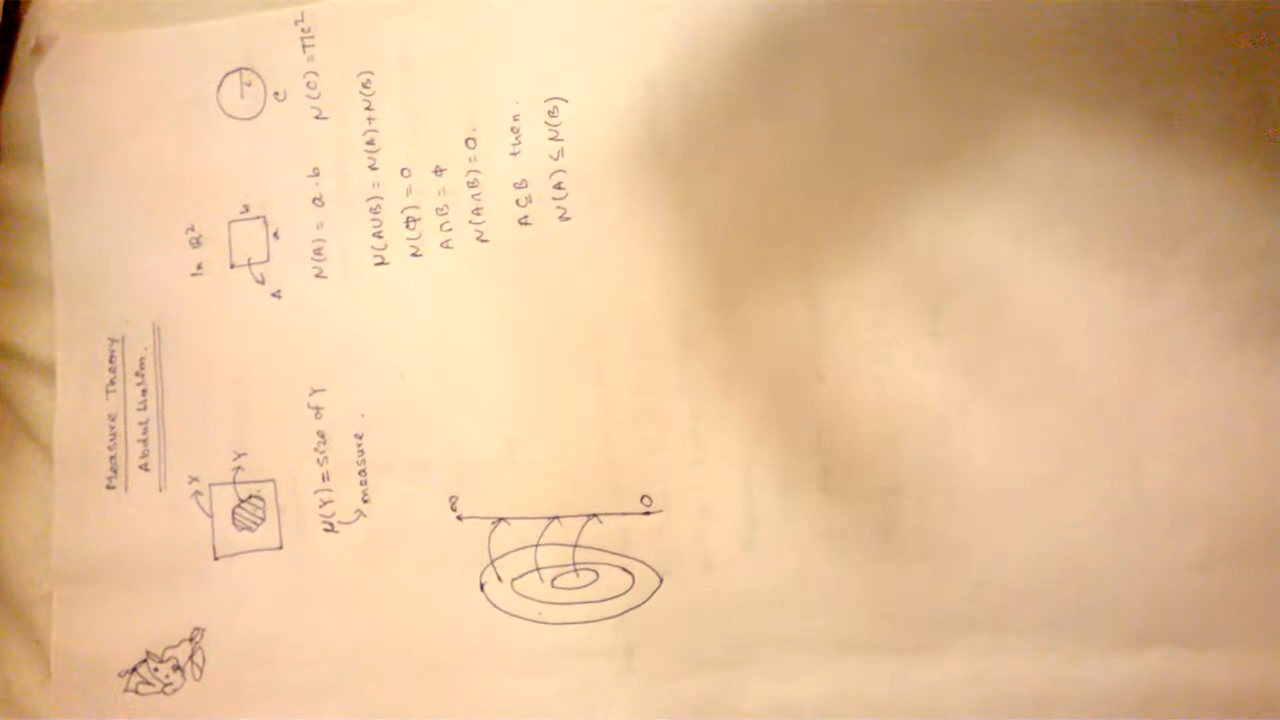 Measure Theory
Abdul Halim.
X
Y
N(Y) = size of Y
measure.
∞
0
In R²
A
a
b
N(A) = a·b
r
C
N(C) = πr²
N(A∪B) = N(A)+N(B)
N(Φ) = 0
A∩B = Φ
N(A∩B) = 0.
A⊆B then.
N(A) ≤ N(B)